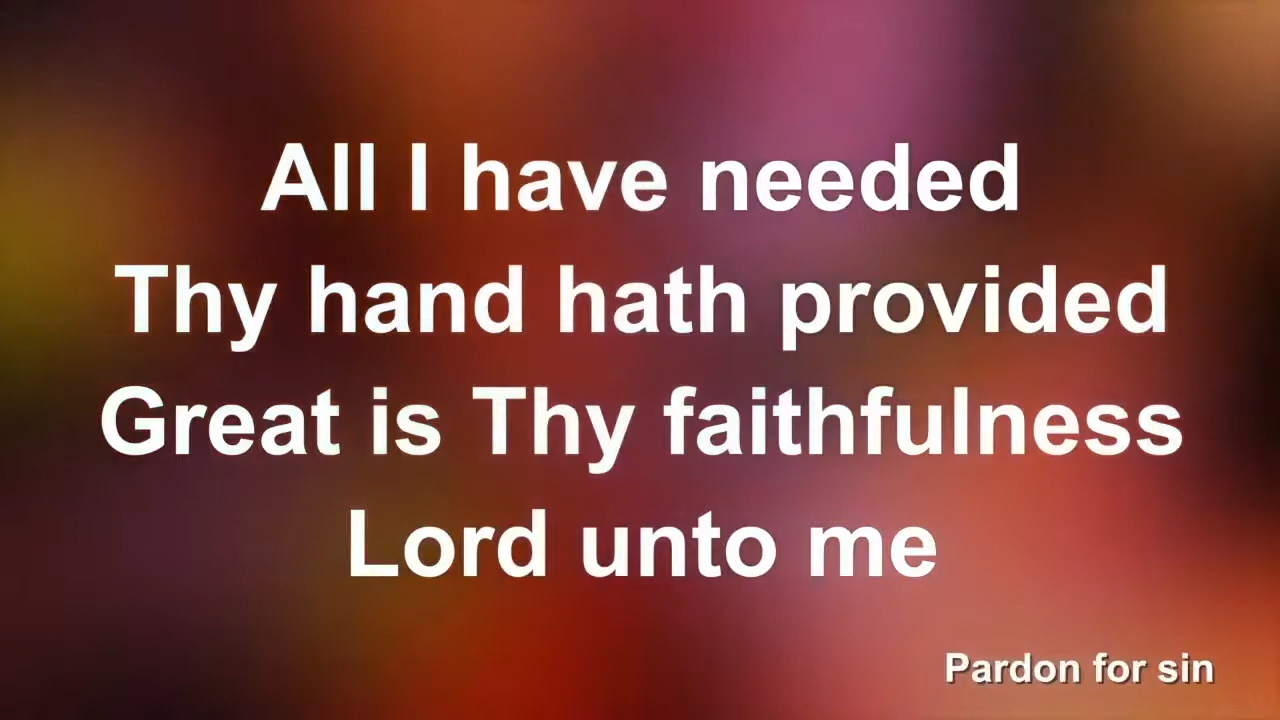 All I have needed
Thy hand hath provided
Great is Thy faithfulness
Lord unto me
Pardon for sin